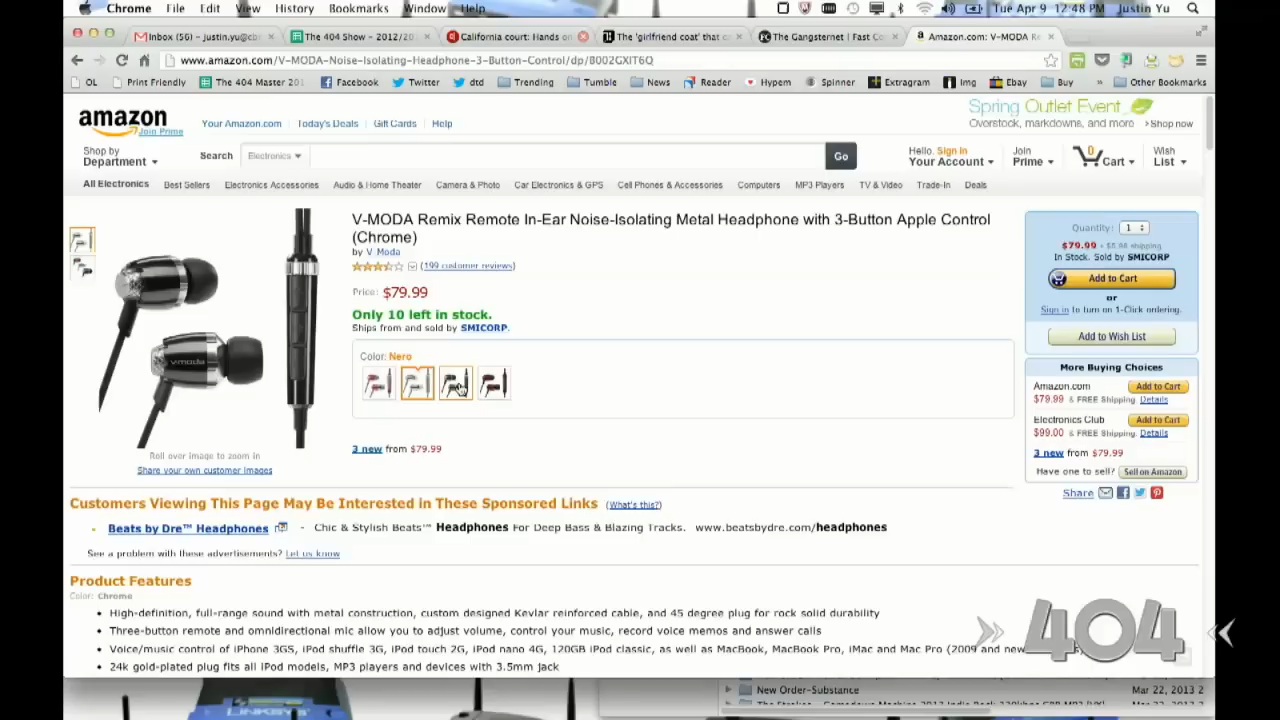 Chrome File Edit View History Bookmarks Window Help Tue Apr 9 12:48 PM Justin Yu
Inbox (56) – justin.yu@cb The 404 Show – 2012/20 California court: Hands on The 'girlfriend coat' that c The Gangsternet | Fast Co Amazon.com: V-MODA Re
www.amazon.com/V-MODA-Noise-Isolating-Headphone-3-Button-Control/dp/B002GXIT6Q
OL Print Friendly The 404 Master 201 Facebook Twitter dtd Trending Tumble News Reader Hypem Spinner Extragram Img Ebay Buy » Other Bookmarks
amazon
Join Prime
Your Amazon.com Today's Deals Gift Cards Help
Spring Outlet Event
Overstock, markdowns, and more › Shop now
Shop by
Department
Search Electronics Go
Hello. Sign in
Your Account
Join
Prime
0
Cart
Wish
List
All Electronics Best Sellers Electronics Accessories Audio & Home Theater Camera & Photo Car Electronics & GPS Cell Phones & Accessories Computers MP3 Players TV & Video Trade-In Deals
V-MODA Remix Remote In-Ear Noise-Isolating Metal Headphone with 3-Button Apple Control
(Chrome)
by V Moda
(199 customer reviews)
Price: $79.99
Only 10 left in stock.
Ships from and sold by SMICORP.
Color: Nero
3 new from $79.99
v-moda
Roll over image to zoom in
Share your own customer images
Quantity: 1
$79.99 + $5.98 shipping
In Stock. Sold by SMICORP
Add to Cart
or
Sign in to turn on 1-Click ordering.
Add to Wish List
More Buying Choices
Amazon.com Add to Cart
$79.99 & FREE Shipping. Details
Electronics Club Add to Cart
$99.00 & FREE Shipping. Details
3 new from $79.99
Have one to sell? Sell on Amazon
Share
Customers Viewing This Page May Be Interested in These Sponsored Links (What's this?)
Beats by Dre™ Headphones - Chic & Stylish Beats™ Headphones For Deep Bass & Blazing Tracks. www.beatsbydre.com/headphones
See a problem with these advertisements? Let us know
Product Features
Color: Chrome
High-definition, full-range sound with metal construction, custom designed Kevlar reinforced cable, and 45 degree plug for rock solid durability
Three-button remote and omnidirectional mic allow you to adjust volume, control your music, record voice memos and answer calls
Voice/music control of iPhone 3GS, iPod shuffle 3G, iPod touch 2G, iPod nano 4G, 120GB iPod classic, as well as MacBook, MacBook Pro, iMac and Mac Pro (2009 and new
24k gold-plated plug fits all iPod models, MP3 players and devices with 3.5mm jack
404
LINKSYS
New Order-Substance Mar 22, 2013 2